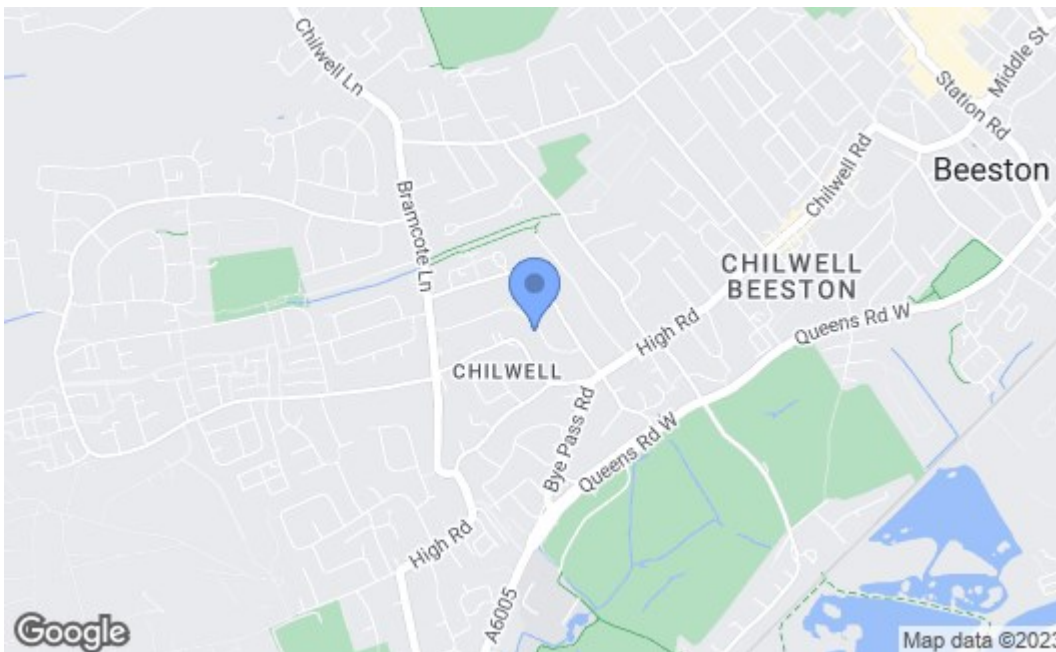 Chilwell Ln
Middle St
Station Rd
Chilwell Rd
Beeston
Bramcote Ln
CHILWELL
BEESTON
High Rd
Queens Rd W
CHILWELL
Bye Pass Rd
Queens Rd W
High Rd
A6005
Google
Map data ©2023